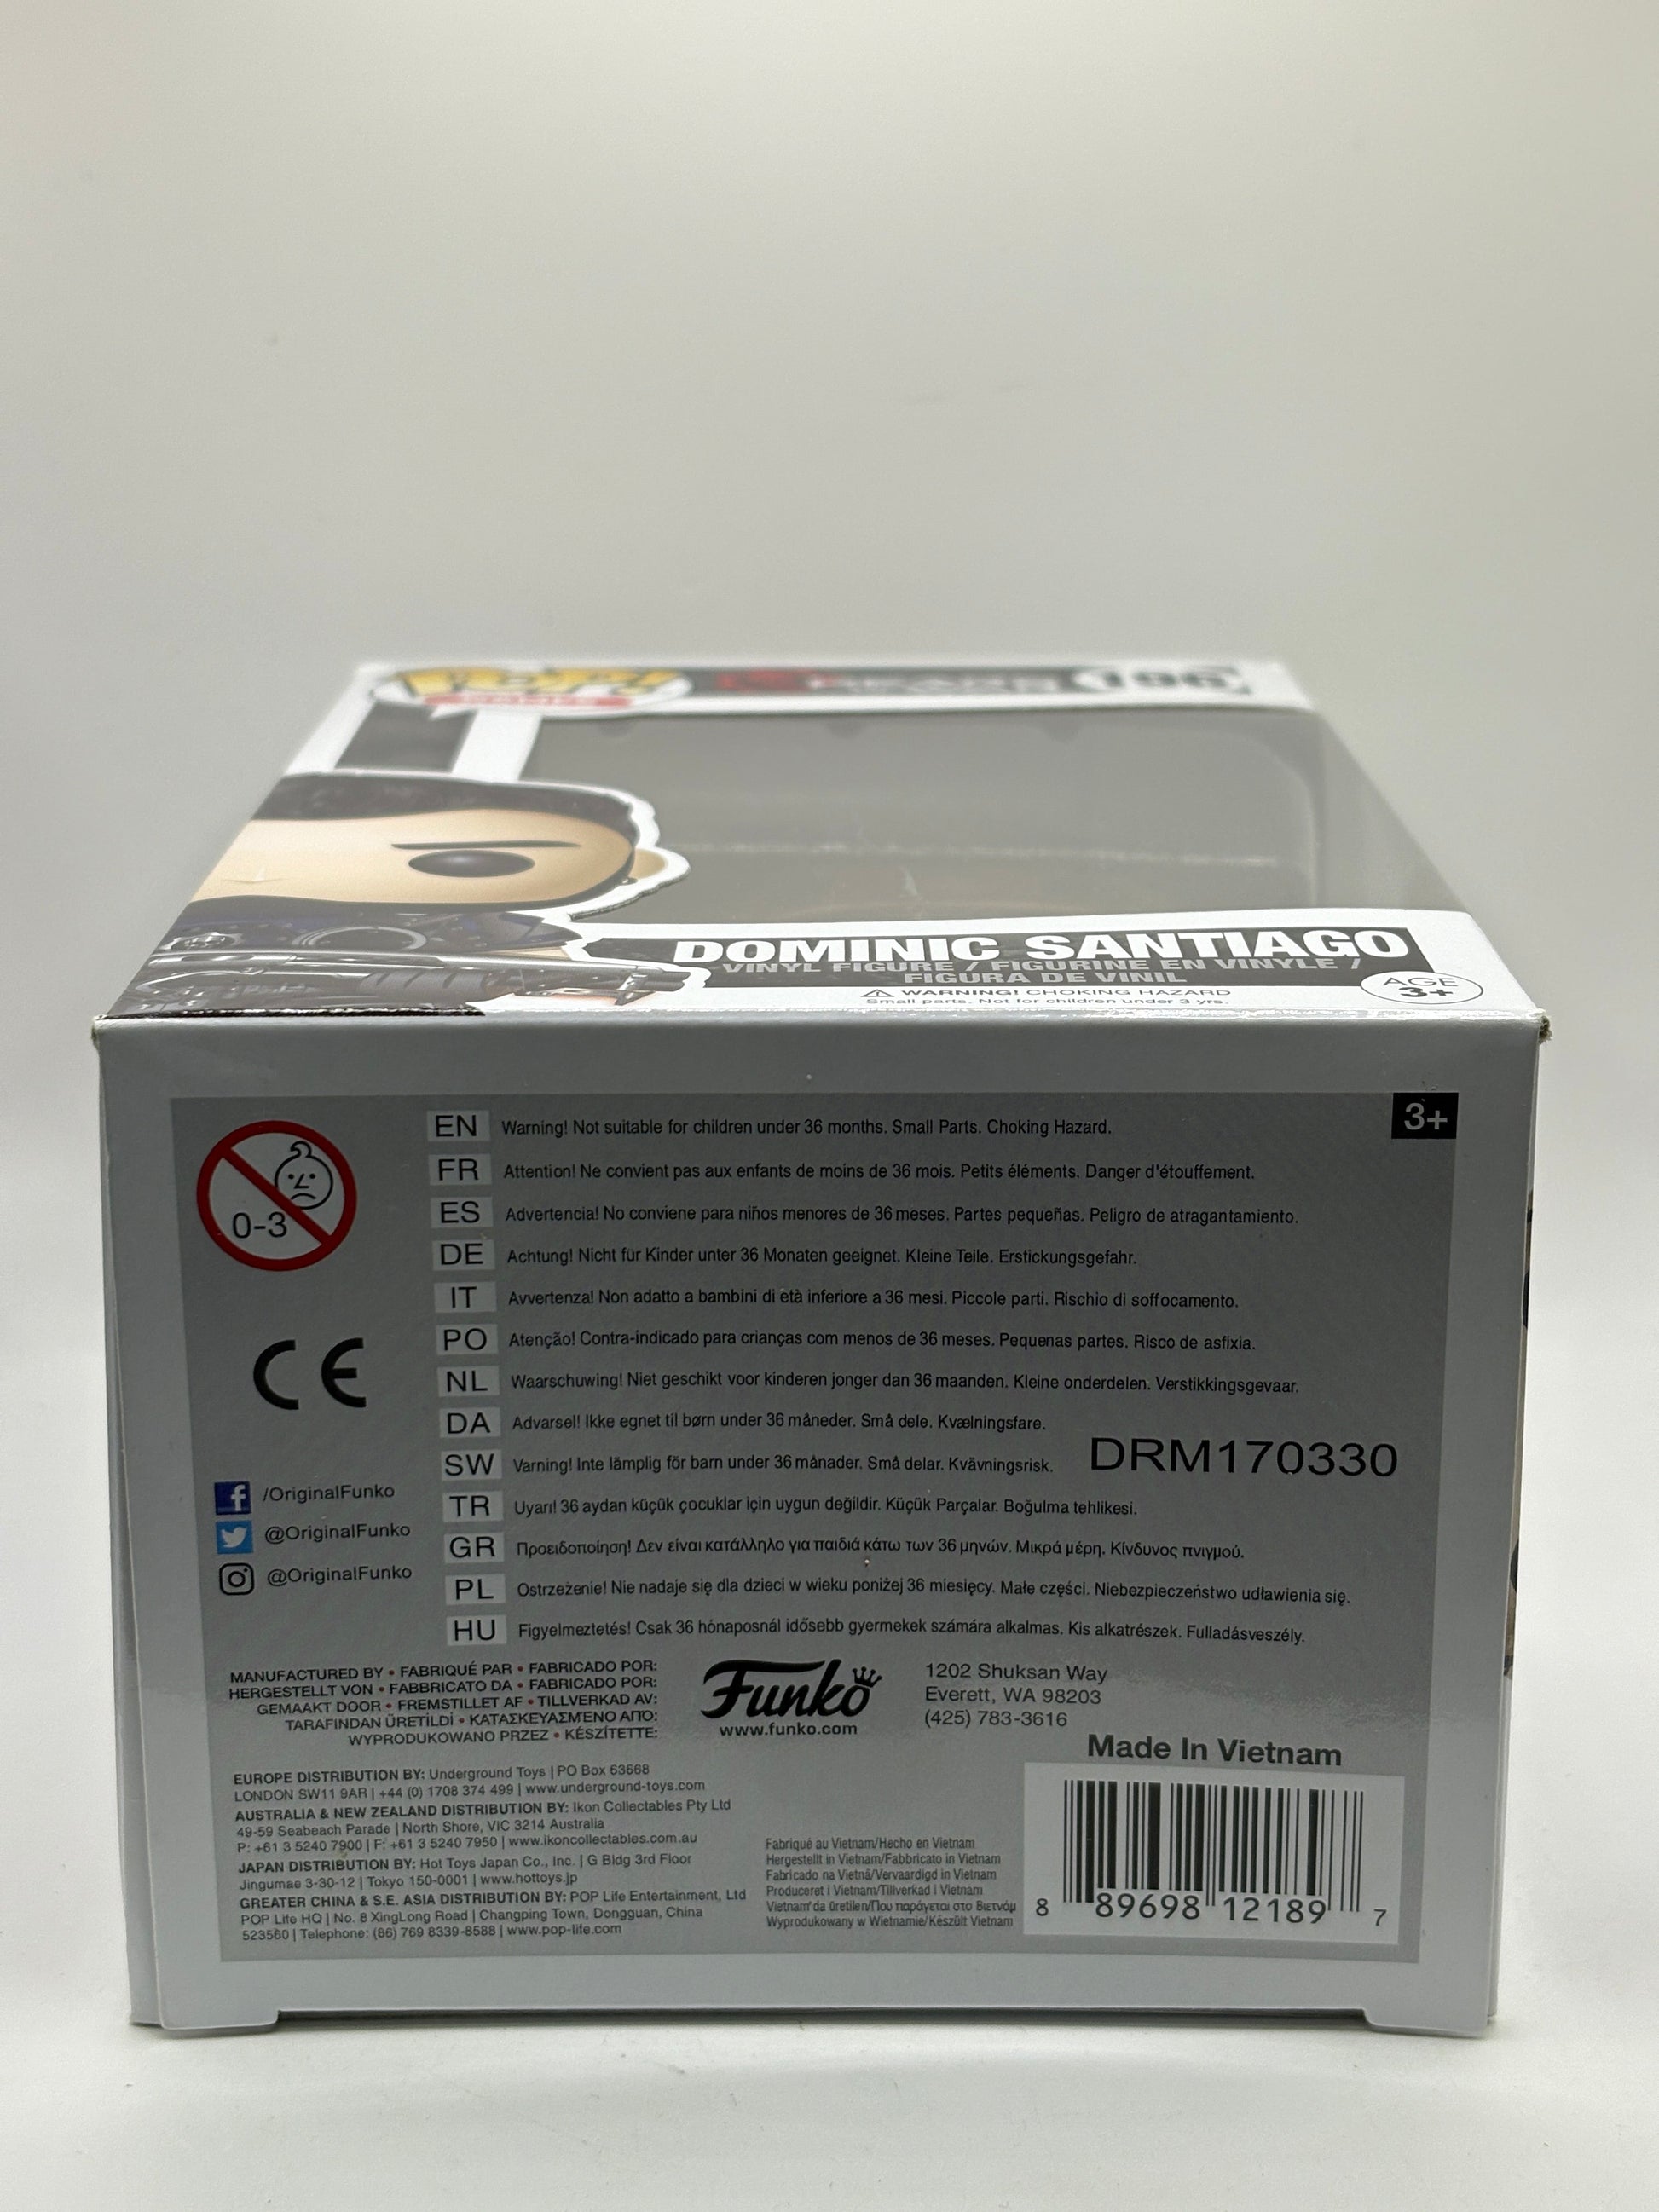 POP!
GAMES
GEARS OF WAR
196
DOMINIC SANTIAGO
VINYL FIGURE / FIGURINE EN VINYLE /
FIGURA DE VINIL
WARNING! CHOKING HAZARD
Small parts. Not for children under 3 yrs.
AGE
3+
3+
0-3
EN Warning! Not suitable for children under 36 months. Small Parts. Choking Hazard.
FR Attention! Ne convient pas aux enfants de moins de 36 mois. Petits éléments. Danger d'étouffement.
ES Advertencia! No conviene para niños menores de 36 meses. Partes pequeñas. Peligro de atragantamiento.
DE Achtung! Nicht für Kinder unter 36 Monaten geeignet. Kleine Teile. Erstickungsgefahr.
IT Avvertenza! Non adatto a bambini di età inferiore a 36 mesi. Piccole parti. Rischio di soffocamento.
PO Atenção! Contra-indicado para crianças com menos de 36 meses. Pequenas partes. Risco de asfixia.
NL Waarschuwing! Niet geschikt voor kinderen jonger dan 36 maanden. Kleine onderdelen. Verstikkingsgevaar.
DA Advarsel! Ikke egnet til børn under 36 måneder. Små dele. Kvælningsfare.
SW Varning! Inte lämplig för barn under 36 månader. Små delar. Kvävningsrisk.
TR Uyarı! 36 aydan küçük çocuklar için uygun değildir. Küçük Parçalar. Boğulma tehlikesi.
GR Προειδοποίηση! Δεν είναι κατάλληλο για παιδιά κάτω των 36 μηνών. Μικρά μέρη. Κίνδυνος πνιγμού.
PL Ostrzeżenie! Nie nadaje się dla dzieci w wieku poniżej 36 miesięcy. Małe części. Niebezpieczeństwo udławienia się.
HU Figyelmeztetés! Csak 36 hónaposnál idősebb gyermekek számára alkalmas. Kis alkatrészek. Fulladásveszély.
DRM170330
CE
/OriginalFunko
@OriginalFunko
@OriginalFunko
MANUFACTURED BY • FABRIQUÉ PAR • FABRICADO POR:
HERGESTELLT VON • FABBRICATO DA • FABRICADO POR:
GEMAAKT DOOR • FREMSTILLET AF • TILLVERKAD AV:
TARAFINDAN ÜRETİLDİ • ΚΑΤΑΣΚΕΥΑΣΜΈΝΟ ΑΠΌ:
WYPRODUKOWANO PRZEZ • KÉSZÍTETTE:
Funko
www.funko.com
1202 Shuksan Way
Everett, WA 98203
(425) 783-3616
Made In Vietnam
EUROPE DISTRIBUTION BY: Underground Toys | PO Box 63668
LONDON SW11 9AR | +44 (0) 1708 374 499 | www.underground-toys.com
AUSTRALIA & NEW ZEALAND DISTRIBUTION BY: Ikon Collectables Pty Ltd
49-59 Seabeach Parade | North Shore, VIC 3214 Australia
P: +61 3 5240 7900 | F: +61 3 5240 7950 | www.ikoncollectables.com.au
JAPAN DISTRIBUTION BY: Hot Toys Japan Co., Inc. | G Bldg 3rd Floor
Jingumae 3-30-12 | Tokyo 150-0001 | www.hottoys.jp
GREATER CHINA & S.E. ASIA DISTRIBUTION BY: POP Life Entertainment, Ltd
POP Life HQ | No. 8 XingLong Road | Changping Town, Dongguan, China
523560 | Telephone: (86) 769 8339-8588 | www.pop-life.com
Fabriqué au Vietnam/Hecho en Vietnam
Hergestellt in Vietnam/Fabbricato in Vietnam
Fabricado na Vietnã/Vervaardigd in Vietnam
Produceret i Vietnam/Tillverkad i Vietnam
Vietnam'da üretilen/Που παράγεται στο Βιετνάμ
Wyprodukowany w Wietnamie/Készült Vietnam
8 89698 12189 7